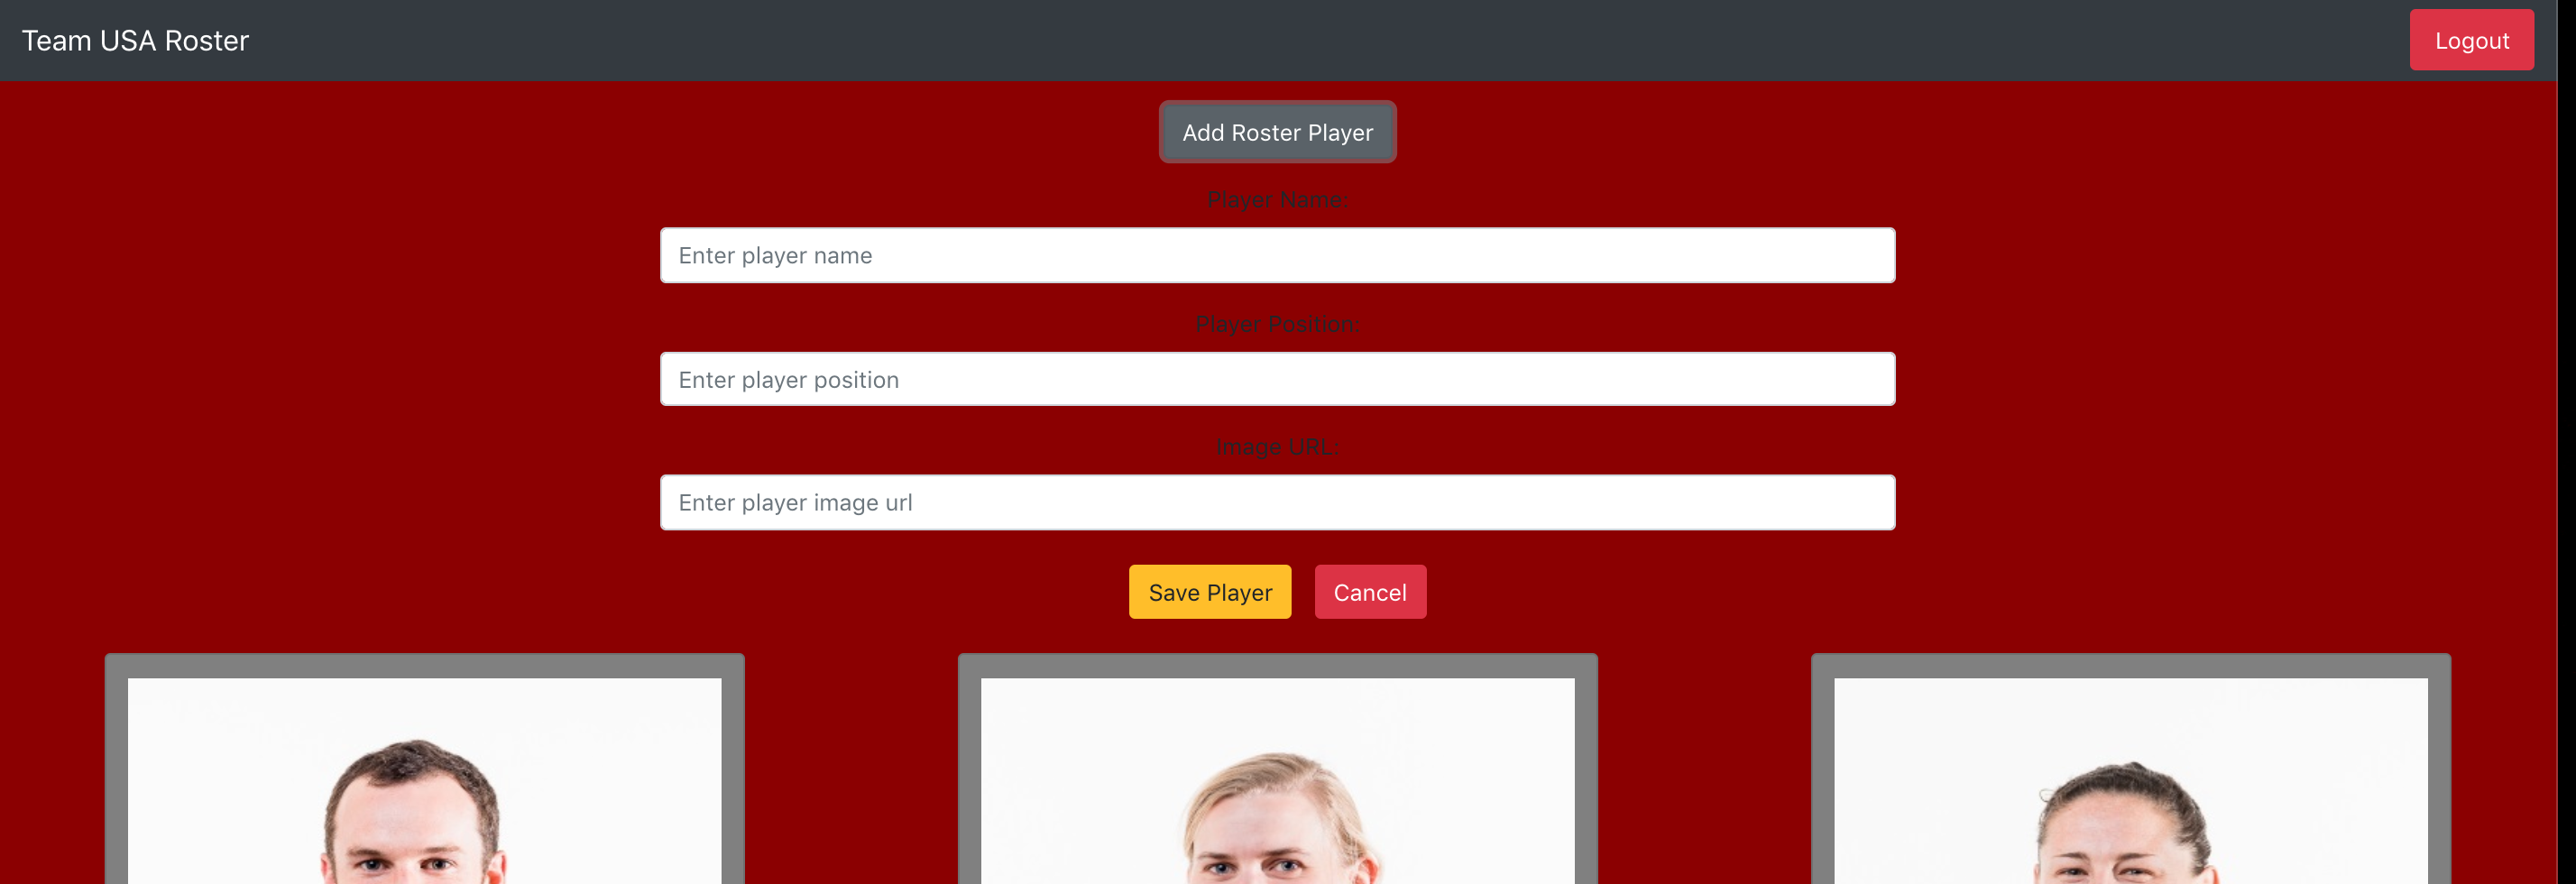 Team USA Roster
Logout
Add Roster Player
Player Name:
Enter player name
Player Position:
Enter player position
Image URL:
Enter player image url
Save Player
Cancel